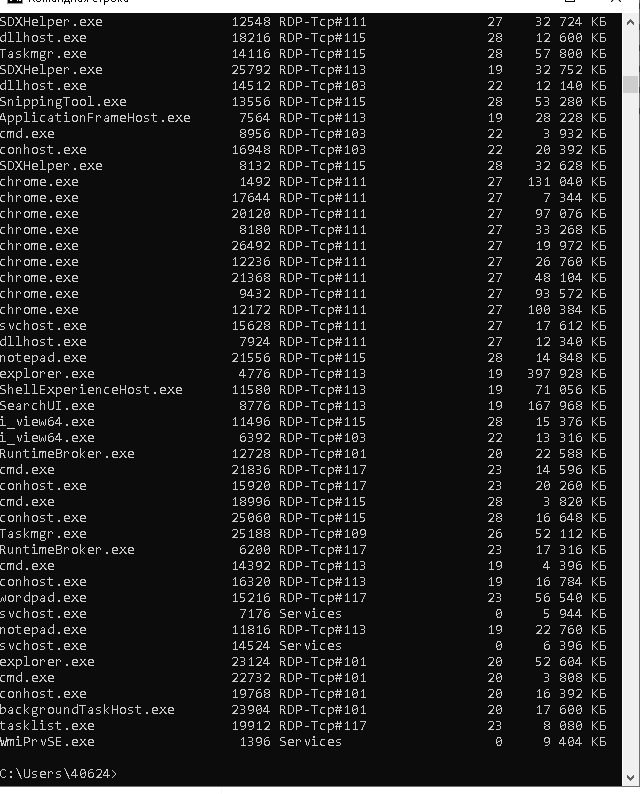 Командная строка
SDXHelper.exe 12548 RDP-Tcp#111 27 32 724 КБ
dllhost.exe 18216 RDP-Tcp#115 28 12 600 КБ
Taskmgr.exe 14116 RDP-Tcp#115 28 57 800 КБ
SDXHelper.exe 25792 RDP-Tcp#113 19 32 752 КБ
dllhost.exe 14512 RDP-Tcp#103 22 12 140 КБ
SnippingTool.exe 13556 RDP-Tcp#115 28 53 280 КБ
ApplicationFrameHost.exe 7564 RDP-Tcp#113 19 28 228 КБ
cmd.exe 8956 RDP-Tcp#103 22 3 932 КБ
conhost.exe 16948 RDP-Tcp#103 22 20 392 КБ
SDXHelper.exe 8132 RDP-Tcp#115 28 32 628 КБ
chrome.exe 1492 RDP-Tcp#111 27 131 040 КБ
chrome.exe 17644 RDP-Tcp#111 27 7 344 КБ
chrome.exe 20120 RDP-Tcp#111 27 97 076 КБ
chrome.exe 8180 RDP-Tcp#111 27 33 268 КБ
chrome.exe 26492 RDP-Tcp#111 27 19 972 КБ
chrome.exe 12236 RDP-Tcp#111 27 26 760 КБ
chrome.exe 21368 RDP-Tcp#111 27 48 104 КБ
chrome.exe 9432 RDP-Tcp#111 27 93 572 КБ
chrome.exe 12172 RDP-Tcp#111 27 100 384 КБ
svchost.exe 15628 RDP-Tcp#111 27 17 612 КБ
dllhost.exe 7924 RDP-Tcp#111 27 12 340 КБ
notepad.exe 21556 RDP-Tcp#115 28 14 848 КБ
explorer.exe 4776 RDP-Tcp#113 19 397 928 КБ
ShellExperienceHost.exe 11580 RDP-Tcp#113 19 71 056 КБ
SearchUI.exe 8776 RDP-Tcp#113 19 167 968 КБ
i_view64.exe 11496 RDP-Tcp#115 28 15 376 КБ
i_view64.exe 6392 RDP-Tcp#103 22 13 316 КБ
RuntimeBroker.exe 12728 RDP-Tcp#101 20 22 588 КБ
cmd.exe 21836 RDP-Tcp#117 23 14 596 КБ
conhost.exe 15920 RDP-Tcp#117 23 20 260 КБ
cmd.exe 18996 RDP-Tcp#115 28 3 820 КБ
conhost.exe 25060 RDP-Tcp#115 28 16 648 КБ
Taskmgr.exe 25188 RDP-Tcp#109 26 52 112 КБ
RuntimeBroker.exe 6200 RDP-Tcp#117 23 17 316 КБ
cmd.exe 14392 RDP-Tcp#113 19 4 396 КБ
conhost.exe 16320 RDP-Tcp#113 19 16 784 КБ
wordpad.exe 15216 RDP-Tcp#117 23 56 540 КБ
svchost.exe 7176 Services 0 5 944 КБ
notepad.exe 11816 RDP-Tcp#113 19 22 760 КБ
svchost.exe 14524 Services 0 6 396 КБ
explorer.exe 23124 RDP-Tcp#101 20 52 604 КБ
cmd.exe 22732 RDP-Tcp#101 20 3 808 КБ
conhost.exe 19768 RDP-Tcp#101 20 16 392 КБ
backgroundTaskHost.exe 23904 RDP-Tcp#101 20 17 600 КБ
tasklist.exe 19912 RDP-Tcp#117 23 8 080 КБ
WmiPrvSE.exe 1396 Services 0 9 404 КБ
C:\Users\40624>